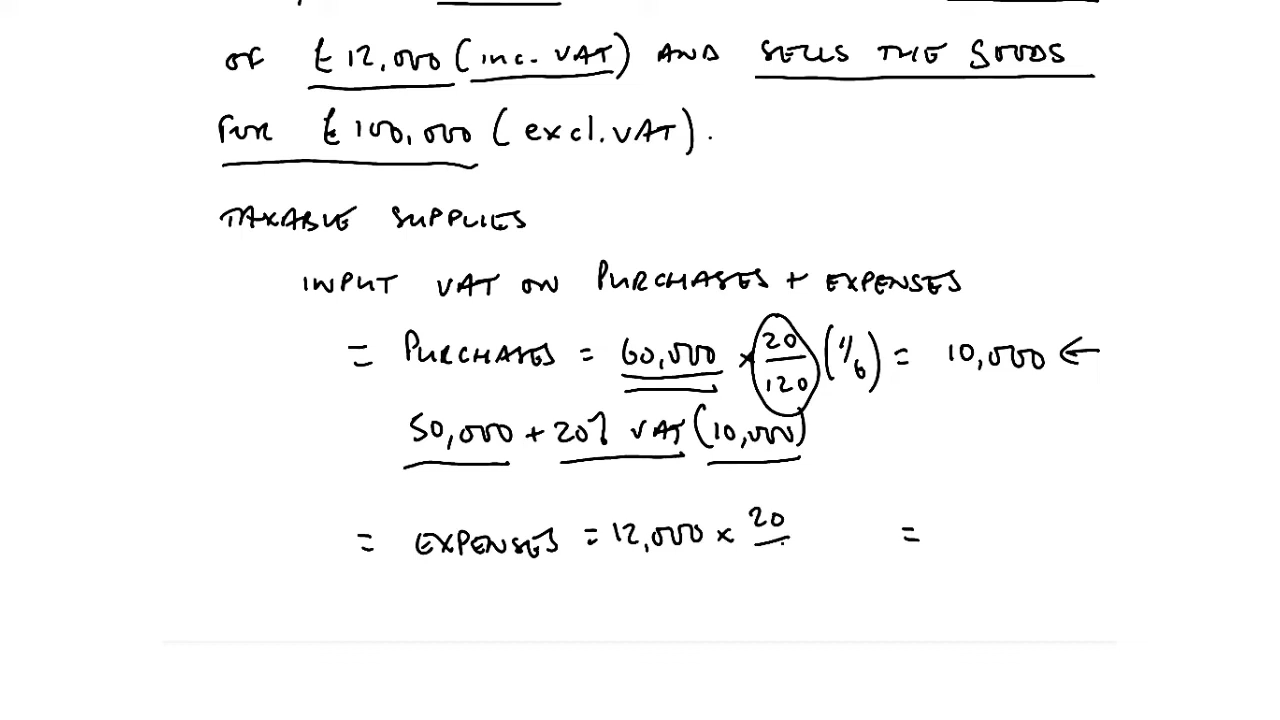 of £12,000 (inc. VAT) AND SELLS THE GOODS
FOR £100,000 (excl. VAT).
TAXABLE SUPPLIES
INPUT VAT ON PURCHASES + EXPENSES
= PURCHASES = 60,000 × 20/120 (1/6) = 10,000 ←
50,000 + 20% VAT (10,000)
= EXPENSES = 12,000 × 20/ =